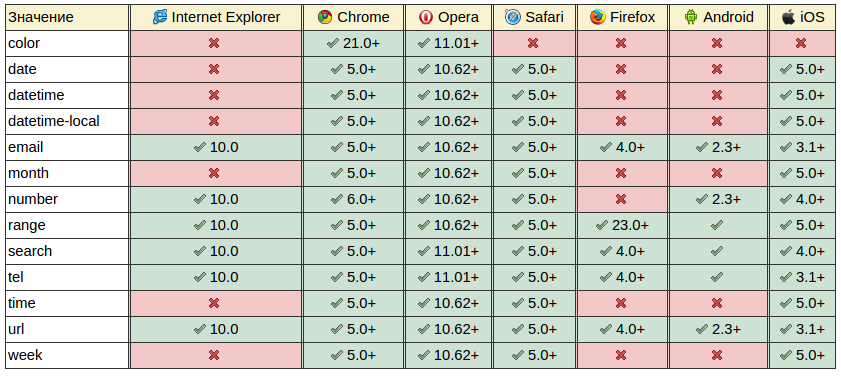 Значение Internet Explorer Chrome Opera Safari Firefox Android iOS
color ✖ ✔ 21.0+ ✔ 11.01+ ✖ ✖ ✖ ✖
date ✖ ✔ 5.0+ ✔ 10.62+ ✔ 5.0+ ✖ ✖ ✔ 5.0+
datetime ✖ ✔ 5.0+ ✔ 10.62+ ✔ 5.0+ ✖ ✖ ✔ 5.0+
datetime-local ✖ ✔ 5.0+ ✔ 10.62+ ✔ 5.0+ ✖ ✖ ✔ 5.0+
email ✔ 10.0 ✔ 5.0+ ✔ 10.62+ ✔ 5.0+ ✔ 4.0+ ✔ 2.3+ ✔ 3.1+
month ✖ ✔ 5.0+ ✔ 10.62+ ✔ 5.0+ ✖ ✖ ✔ 5.0+
number ✔ 10.0 ✔ 6.0+ ✔ 10.62+ ✔ 5.0+ ✖ ✔ 2.3+ ✔ 4.0+
range ✔ 10.0 ✔ 5.0+ ✔ 10.62+ ✔ 5.0+ ✔ 23.0+ ✔ ✔ 5.0+
search ✔ 10.0 ✔ 5.0+ ✔ 11.01+ ✔ 5.0+ ✔ 4.0+ ✔ ✔ 4.0+
tel ✔ 10.0 ✔ 5.0+ ✔ 11.01+ ✔ 5.0+ ✔ 4.0+ ✔ ✔ 3.1+
time ✖ ✔ 5.0+ ✔ 10.62+ ✔ 5.0+ ✖ ✖ ✔ 5.0+
url ✔ 10.0 ✔ 5.0+ ✔ 10.62+ ✔ 5.0+ ✔ 4.0+ ✔ 2.3+ ✔ 3.1+
week ✖ ✔ 5.0+ ✔ 10.62+ ✔ 5.0+ ✖ ✖ ✔ 5.0+